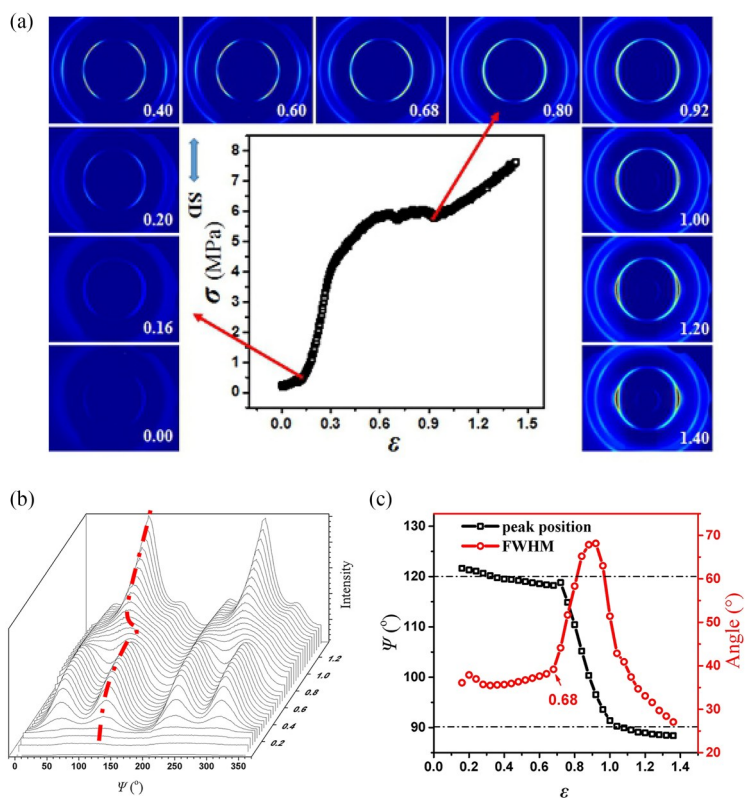 (a)
0.40 0.60 0.68 0.80 0.92
0.20
0.16
0.00
SD
1.00
1.20
1.40
8
7
6
5
4
3
2
1
0
σ (MPa)
0.0 0.3 0.6 0.9 1.2 1.5
ε
(b)
Intensity
1.2
1.0
0.8
0.6
0.4
0.2
0 50 100 150 200 250 300 350
Ψ (°)
(c)
peak position
FWHM
130
120
110
100
90
Ψ (°)
70
60
50
40
30
20
Angle (°)
0.68
0.0 0.2 0.4 0.6 0.8 1.0 1.2 1.4
ε